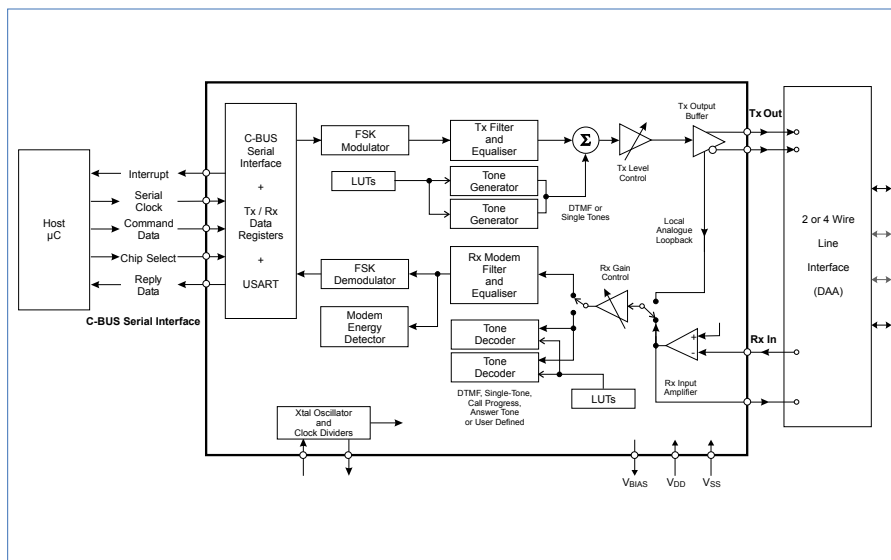 Host
µC
Interrupt
Serial
Clock
Command
Data
Chip Select
Reply
Data
C-BUS Serial Interface
C-BUS
Serial
Interface
+
Tx / Rx
Data
Registers
+
USART
FSK
Modulator
Tx Filter
and
Equaliser
Σ
Tx Level
Control
Tx Output
Buffer
Tx Out
LUTs
Tone
Generator
Tone
Generator
DTMF or
Single Tones
Local
Analogue
Loopback
2 or 4 Wire
Line
Interface
(DAA)
FSK
Demodulator
Rx Modem
Filter
and
Equaliser
Rx Gain
Control
Modem
Energy
Detector
Tone
Decoder
Tone
Decoder
DTMF, Single-Tone,
Call Progress,
Answer Tone
or User Defined
LUTs
+
-
Rx Input
Amplifier
Rx In
Xtal Oscillator
and
Clock Dividers
VBIAS
VDD
VSS